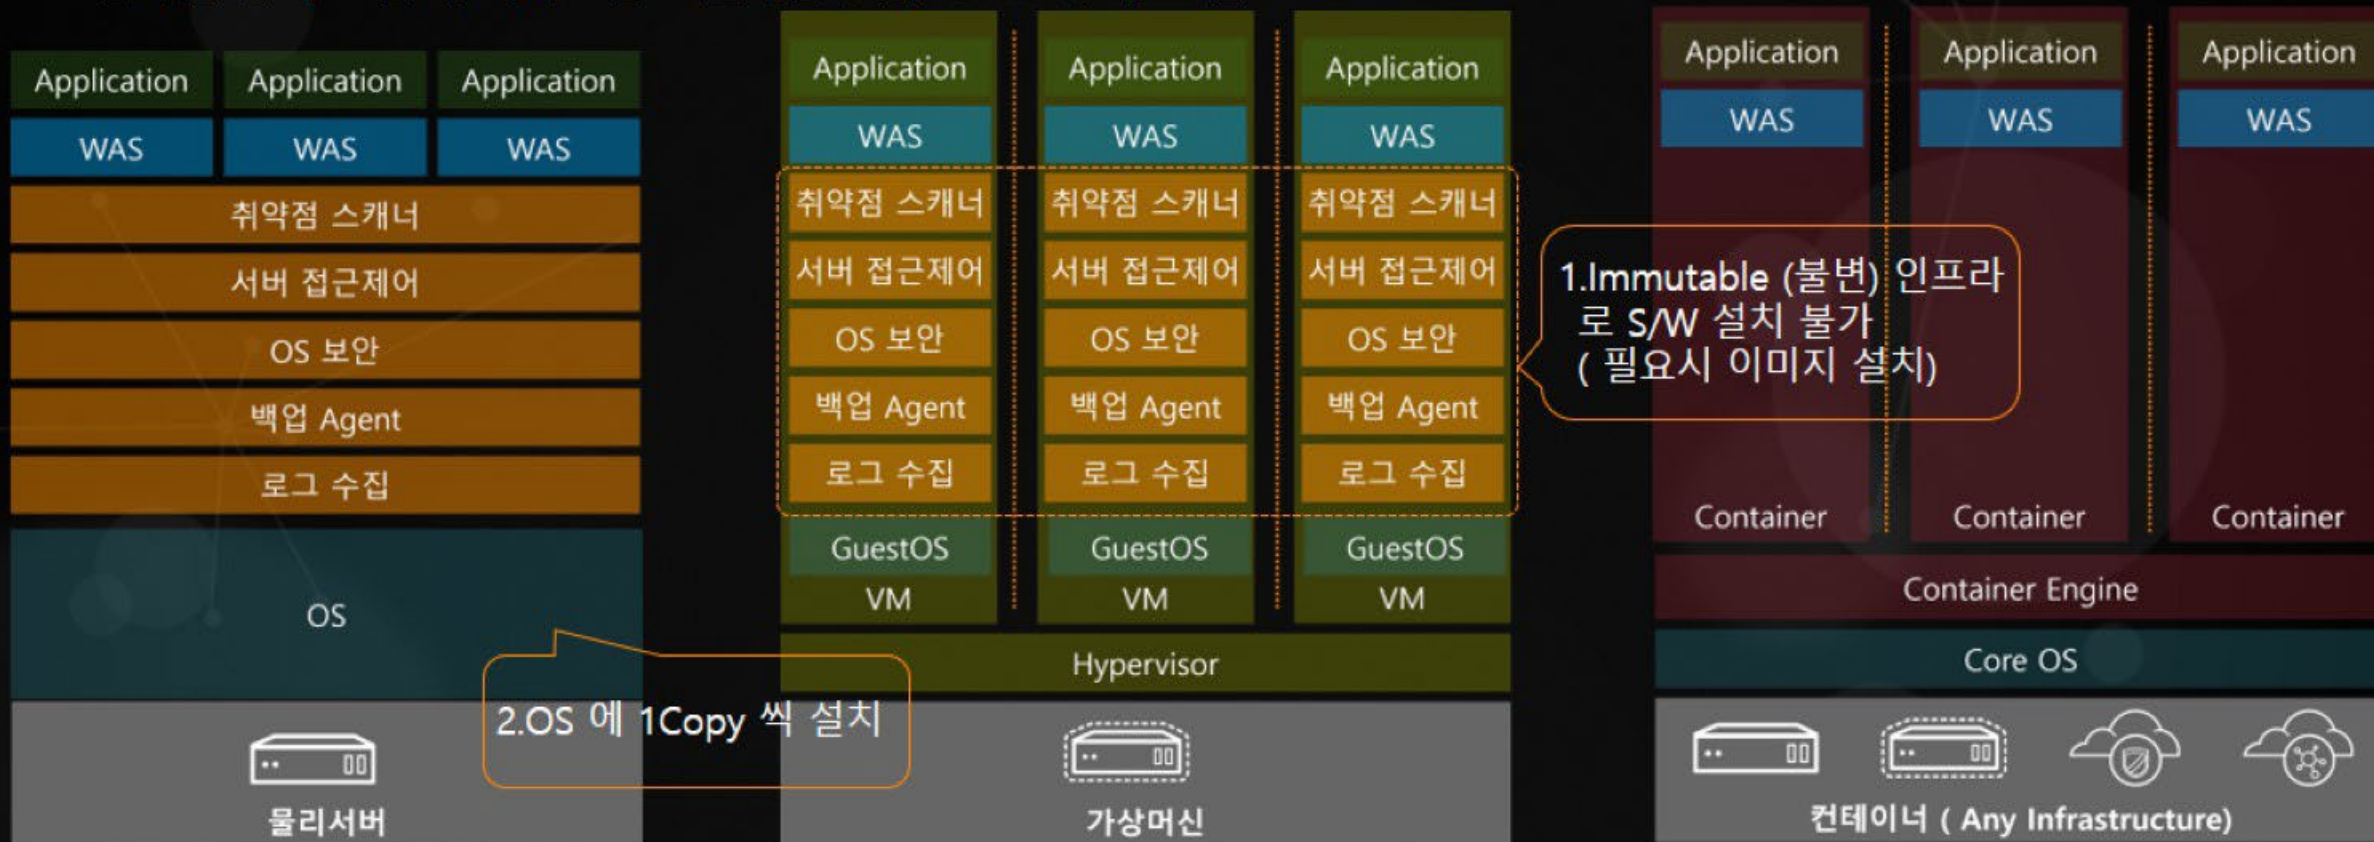 Application Application Application
WAS WAS WAS
취약점 스캐너
서버 접근제어
OS 보안
백업 Agent
로그 수집
OS
2.OS 에 1Copy 씩 설치
물리서버
Application Application Application
WAS WAS WAS
취약점 스캐너 취약점 스캐너 취약점 스캐너
서버 접근제어 서버 접근제어 서버 접근제어
OS 보안 OS 보안 OS 보안
백업 Agent 백업 Agent 백업 Agent
로그 수집 로그 수집 로그 수집
GuestOS GuestOS GuestOS
VM VM VM
Hypervisor
가상머신
1.Immutable (불변) 인프라
로 S/W 설치 불가
( 필요시 이미지 설치)
Application Application Application
WAS WAS WAS
Container Container Container
Container Engine
Core OS
컨테이너 ( Any Infrastructure)